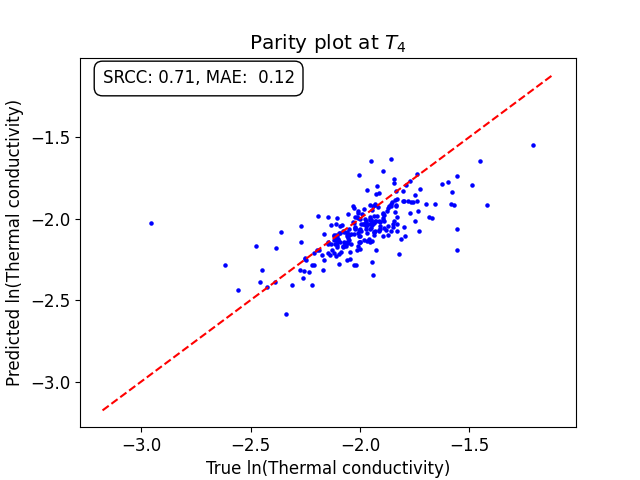 Parity plot at T₄
SRCC: 0.71, MAE:  0.12
Predicted ln(Thermal conductivity)
−1.5
−2.0
−2.5
−3.0
−3.0 −2.5 −2.0 −1.5
True ln(Thermal conductivity)